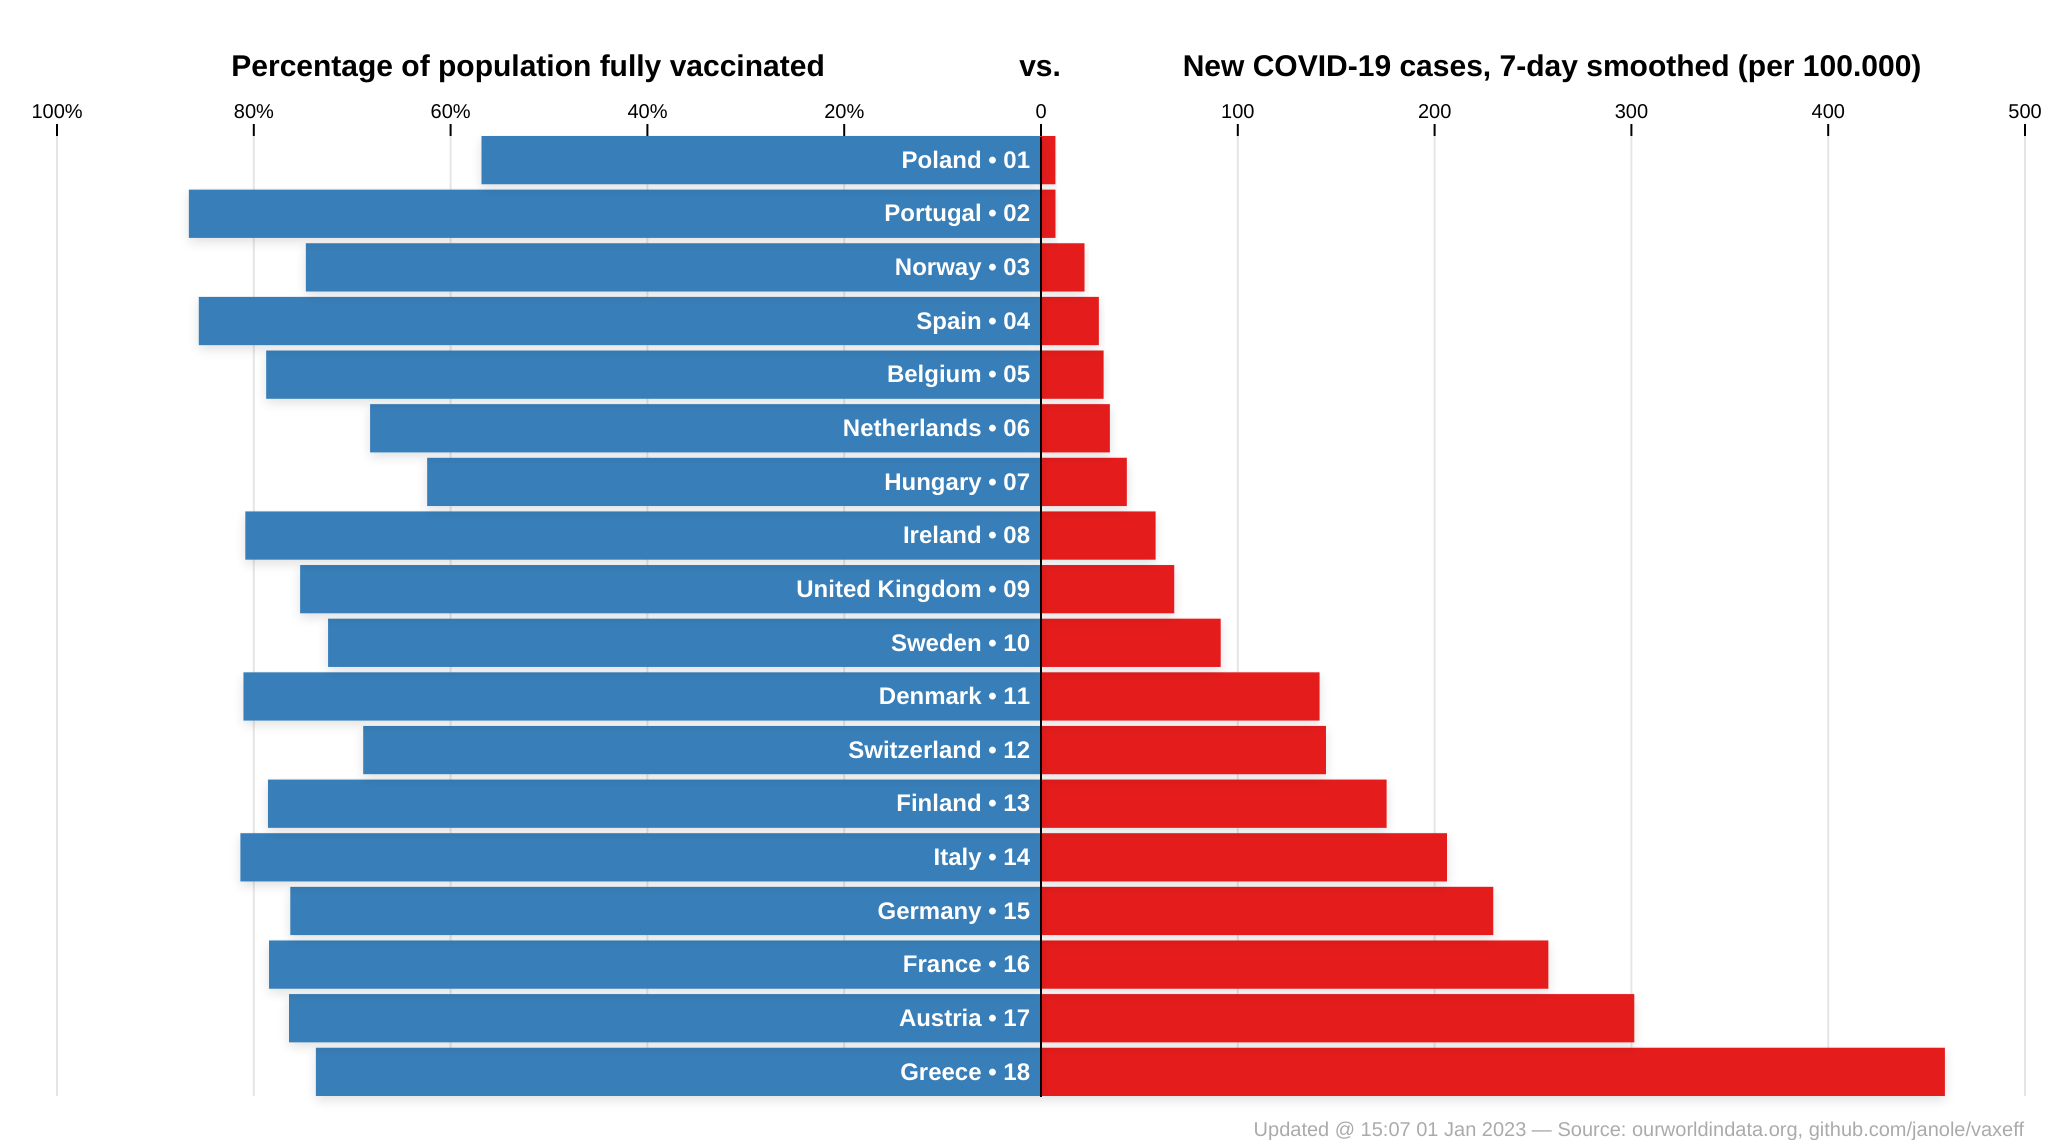 Percentage of population fully vaccinated vs. New COVID-19 cases, 7-day smoothed (per 100.000)
100% 80% 60% 40% 20% 0 100 200 300 400 500
Poland • 01
Portugal • 02
Norway • 03
Spain • 04
Belgium • 05
Netherlands • 06
Hungary • 07
Ireland • 08
United Kingdom • 09
Sweden • 10
Denmark • 11
Switzerland • 12
Finland • 13
Italy • 14
Germany • 15
France • 16
Austria • 17
Greece • 18
Updated @ 15:07 01 Jan 2023 — Source: ourworldindata.org, github.com/janole/vaxeff